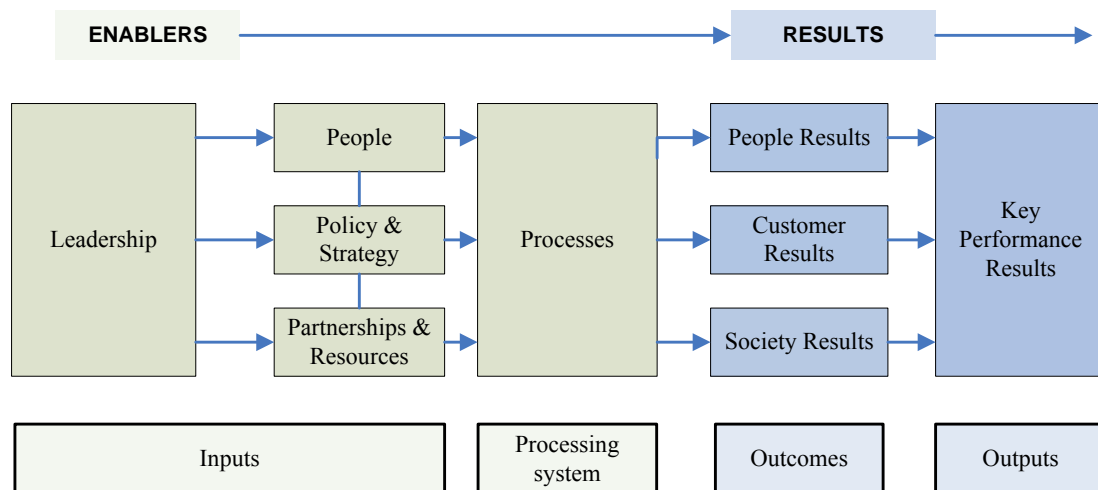 ENABLERS
RESULTS
Leadership
People
Policy &
Strategy
Partnerships &
Resources
Processes
People Results
Customer
Results
Society Results
Key
Performance
Results
Inputs
Processing
system
Outcomes
Outputs